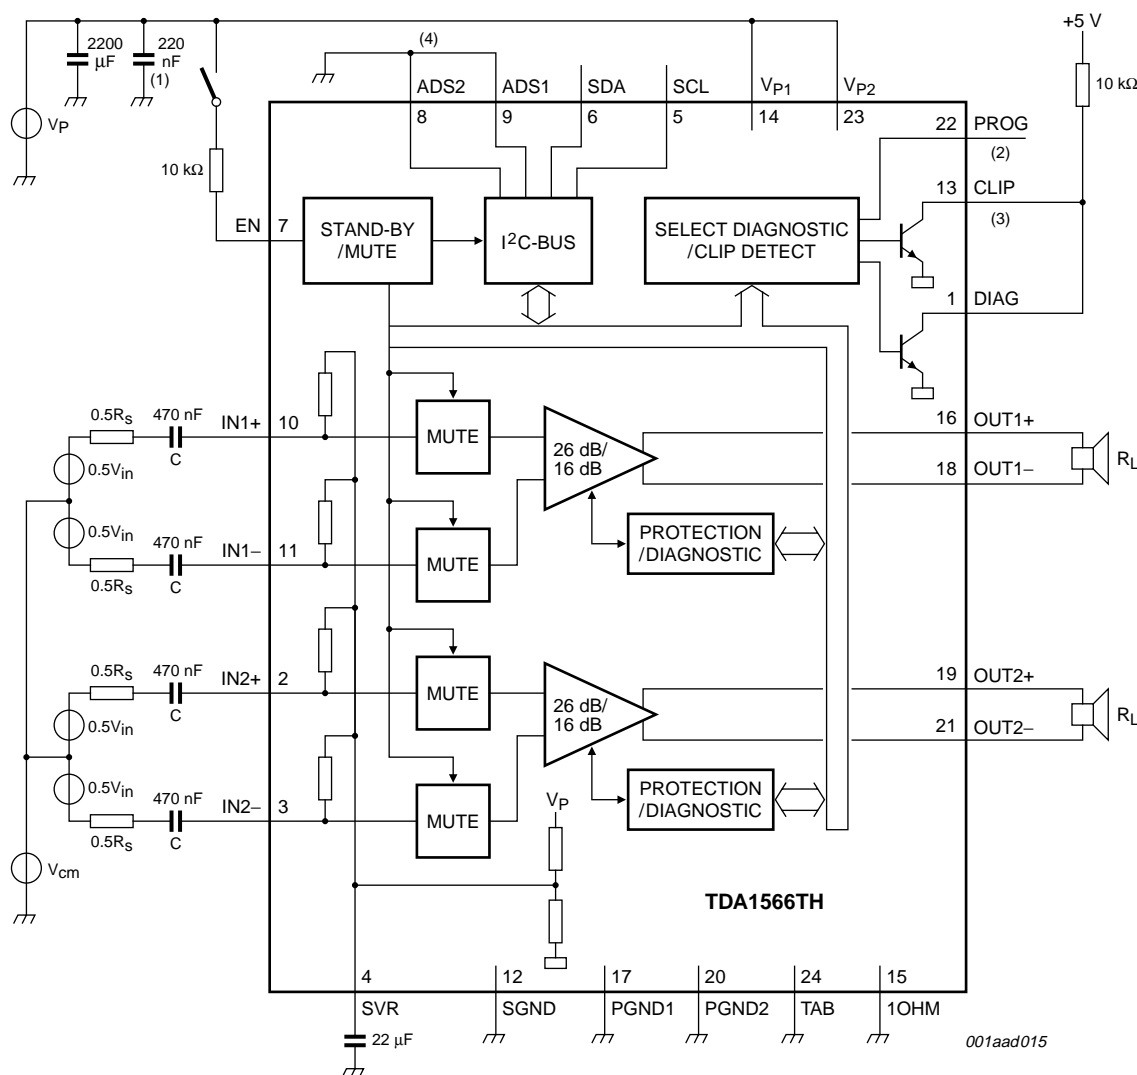 +5 V
2200
μF
220
nF
(1)
(4)
10 kΩ
VP
ADS2
ADS1
SDA
SCL
VP1
VP2
8
9
6
5
14
23
22
PROG
(2)
10 kΩ
13
CLIP
(3)
EN
7
STAND-BY
/MUTE
I2C-BUS
SELECT DIAGNOSTIC
/CLIP DETECT
1
DIAG
0.5Rs
470 nF
C
IN1+
10
MUTE
26 dB/
16 dB
16
OUT1+
0.5Vin
18
OUT1−
RL
0.5Vin
470 nF
IN1−
11
0.5Rs
C
MUTE
PROTECTION
/DIAGNOSTIC
0.5Rs
470 nF
C
IN2+
2
MUTE
26 dB/
16 dB
19
OUT2+
0.5Vin
21
OUT2−
RL
0.5Vin
470 nF
IN2−
3
0.5Rs
C
MUTE
PROTECTION
/DIAGNOSTIC
VP
Vcm
TDA1566TH
4
12
17
20
24
15
SVR
SGND
PGND1
PGND2
TAB
1OHM
22 μF
001aad015